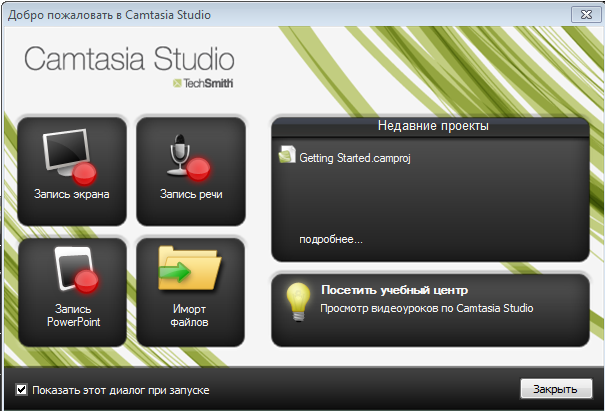 Добро пожаловать в Camtasia Studio
Camtasia Studio
TechSmith
Запись экрана
Запись речи
Запись
PowerPoint
Иморт
файлов
Недавние проекты
Getting Started.camproj
подробнее...
Посетить учебный центр
Просмотр видеоуроков по Camtasia Studio
Показать этот диалог при запуске
Закрыть